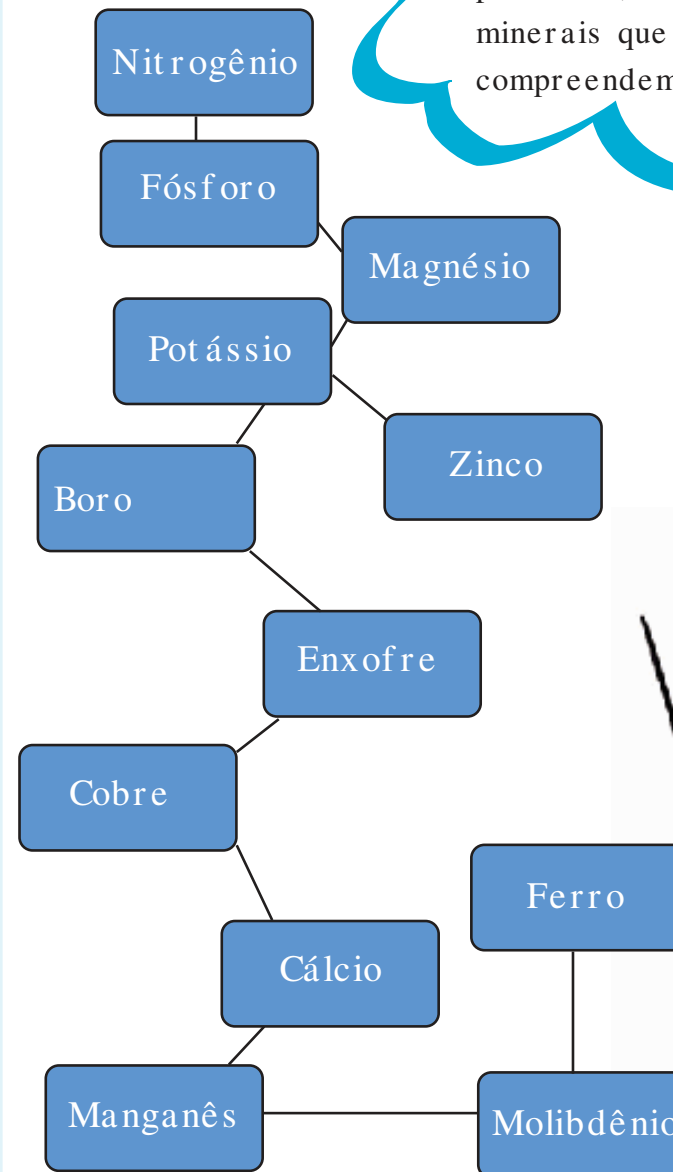 minerais que
compreendem
Nitrogênio
Fósforo
Magnésio
Potássio
Zinco
Boro
Enxofre
Cobre
Ferro
Cálcio
Manganês
Molibdênio